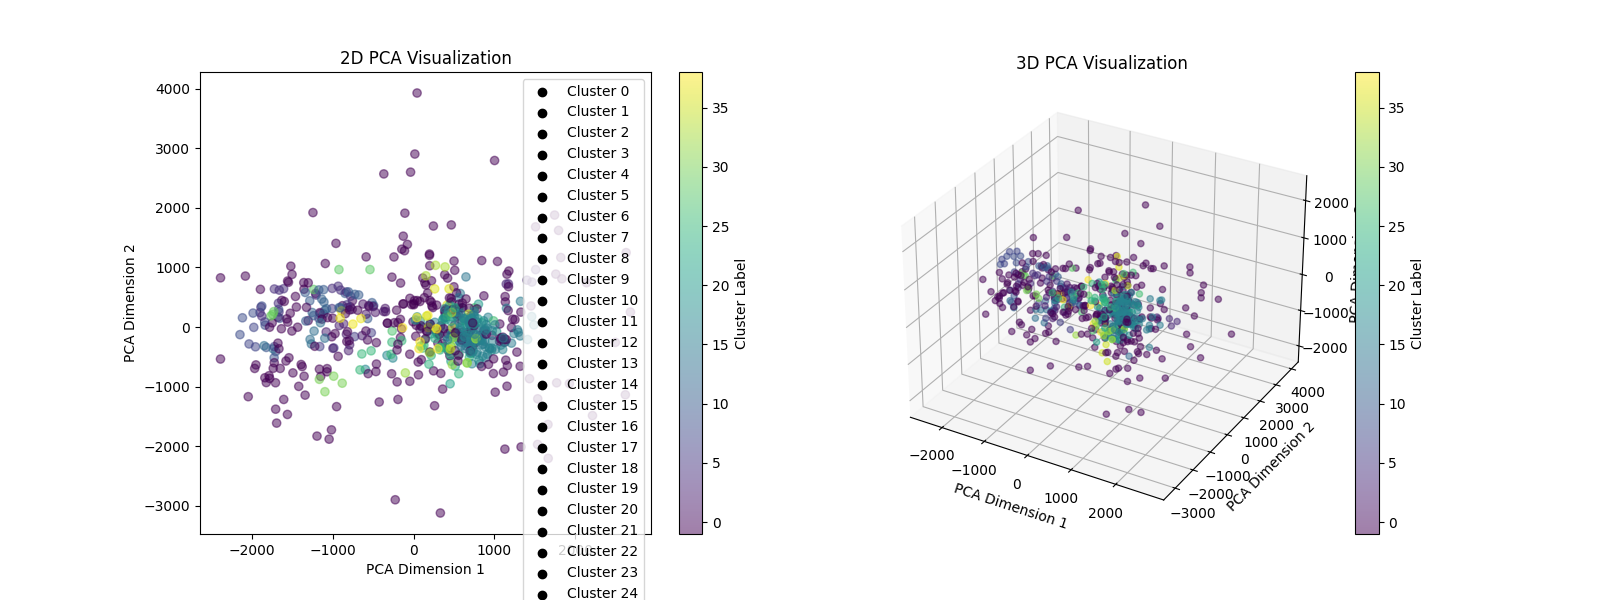 2D PCA Visualization
4000
3000
2000
1000
0
−1000
−2000
−3000
PCA Dimension 2
−2000
−1000
0
1000
PCA Dimension 1
Cluster 0
Cluster 1
Cluster 2
Cluster 3
Cluster 4
Cluster 5
Cluster 6
Cluster 7
Cluster 8
Cluster 9
Cluster 10
Cluster 11
Cluster 12
Cluster 13
Cluster 14
Cluster 15
Cluster 16
Cluster 17
Cluster 18
Cluster 19
Cluster 20
Cluster 21
Cluster 22
Cluster 23
Cluster 24
35
30
25
20
15
10
5
0
Cluster Label
3D PCA Visualization
2000
1000
0
−1000
−2000
4000
3000
2000
1000
0
−1000
−2000
−3000
PCA Dimension 2
−2000
−1000
0
1000
2000
PCA Dimension 1
35
30
25
20
15
10
5
0
Cluster Label